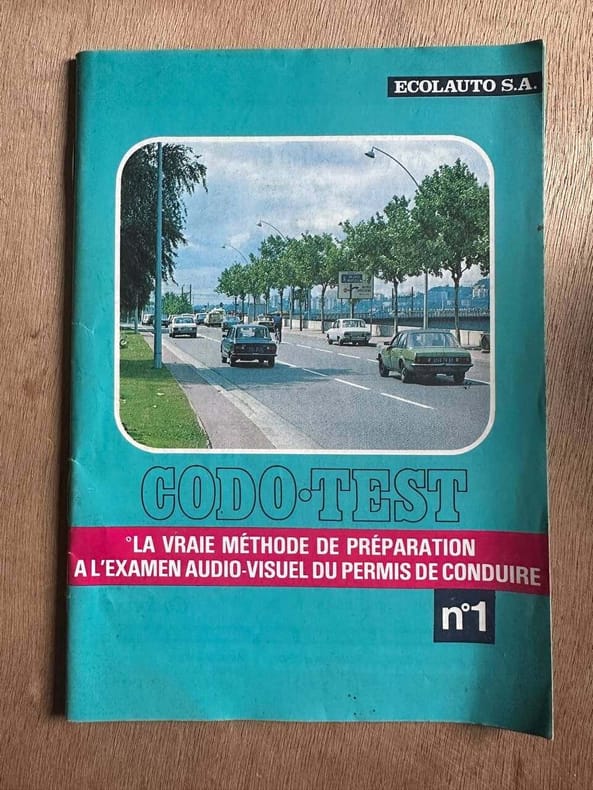 ECOLAUTO S.A.
CODO•TEST
°LA VRAIE MÉTHODE DE PRÉPARATION
A L'EXAMEN AUDIO-VISUEL DU PERMIS DE CONDUIRE
n°1